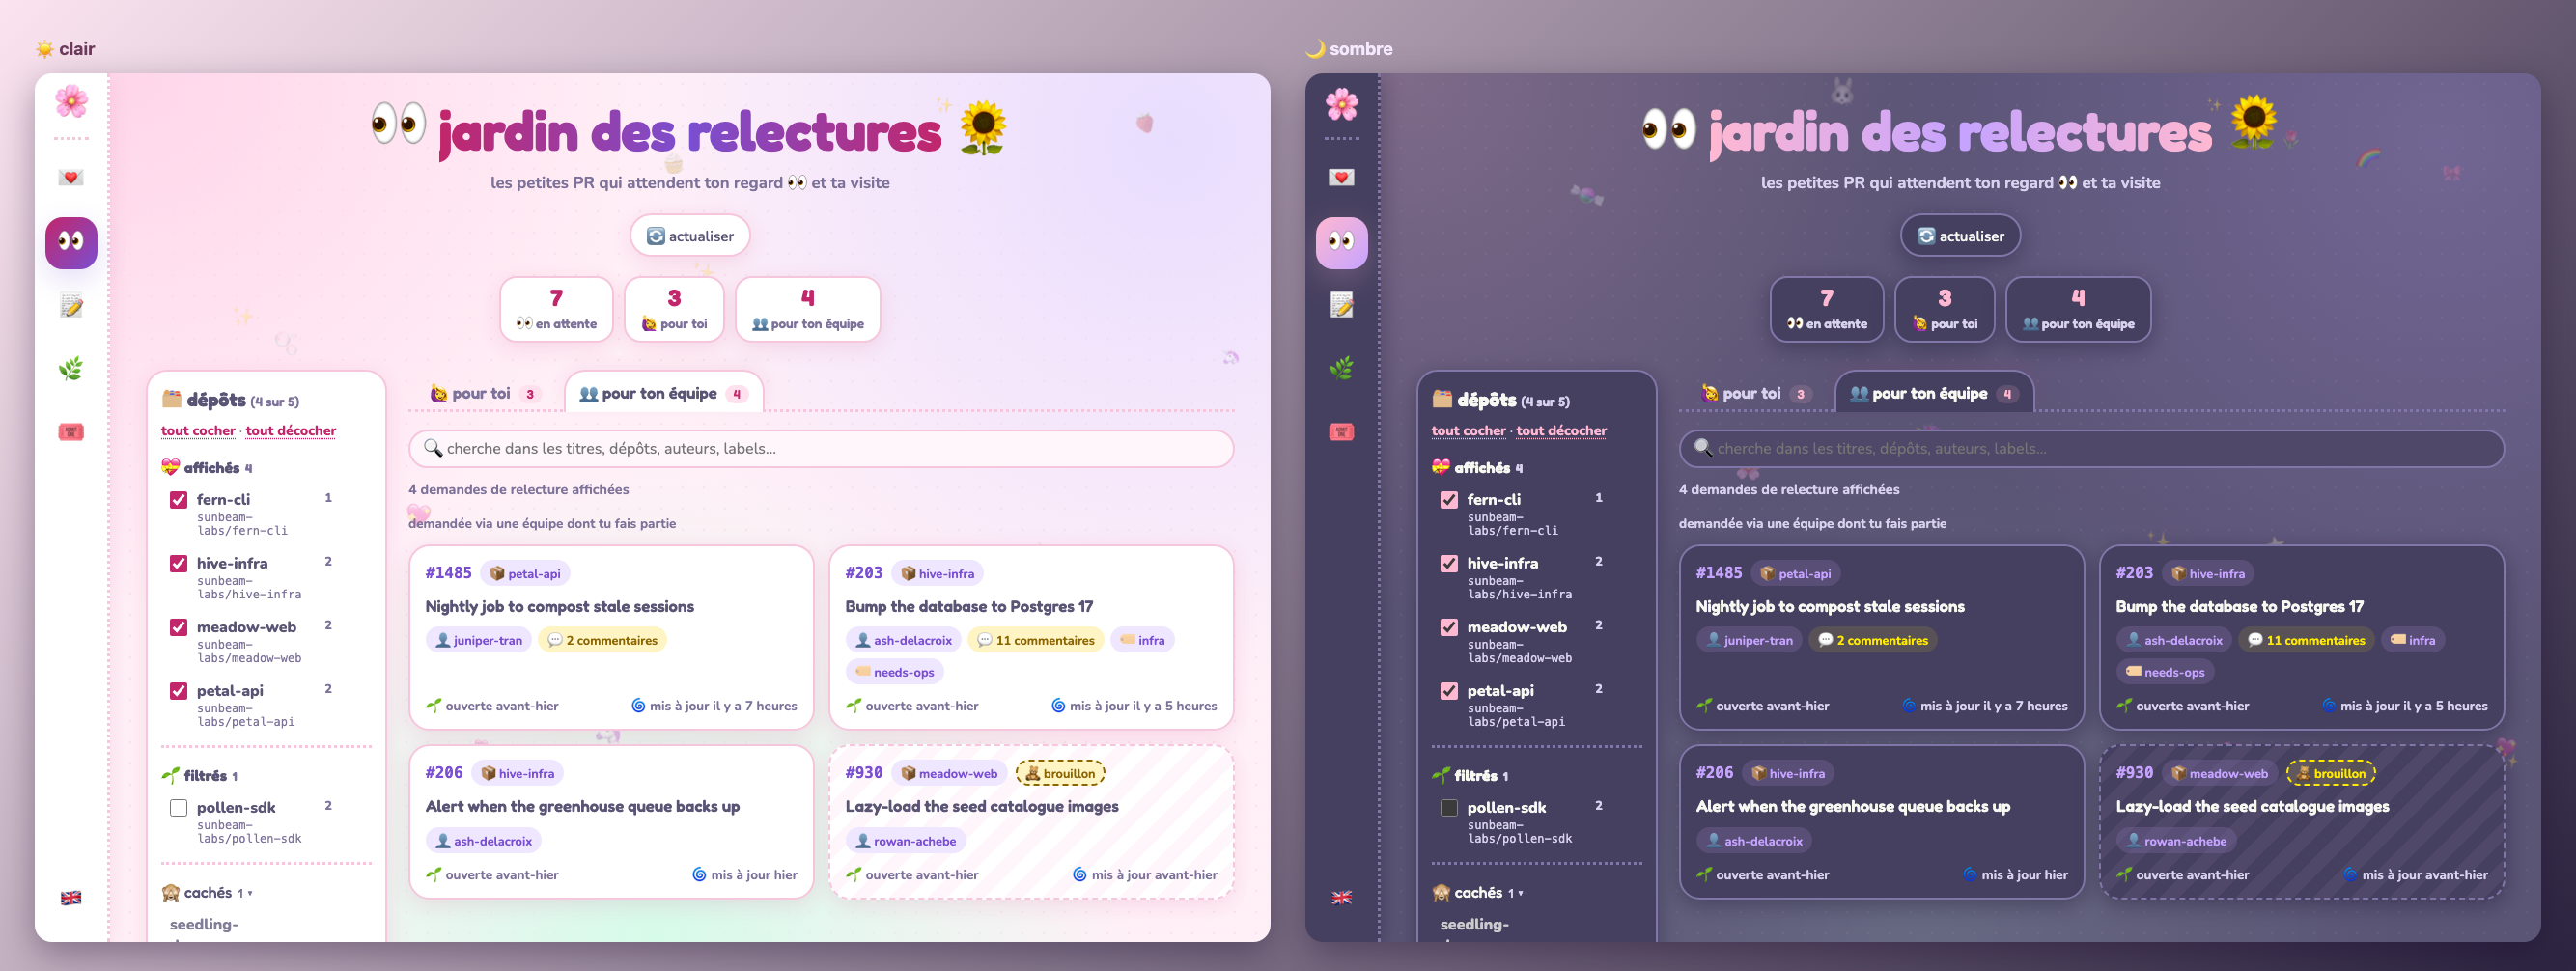 clair
jardin des relectures
les petites PR qui attendent ton regard et ta visite
actualiser
7
en attente
3
pour toi
4
pour ton équipe
dépôts (4 sur 5)
tout cocher · tout décocher
affichés 4
fern-cli 1
sunbeam-
labs/fern-cli
hive-infra 2
sunbeam-
labs/hive-infra
meadow-web 2
sunbeam-
labs/meadow-web
petal-api 2
sunbeam-
labs/petal-api
filtrés 1
pollen-sdk 2
sunbeam-
labs/pollen-sdk
cachés 1 ▾
seedling-
pour toi 3
pour ton équipe 4
cherche dans les titres, dépôts, auteurs, labels...
4 demandes de relecture affichées
demandée via une équipe dont tu fais partie
#1485 petal-api
Nightly job to compost stale sessions
juniper-tran 2 commentaires
ouverte avant-hier mis à jour il y a 7 heures
#203 hive-infra
Bump the database to Postgres 17
ash-delacroix 11 commentaires infra
needs-ops
ouverte avant-hier mis à jour il y a 5 heures
#206 hive-infra
Alert when the greenhouse queue backs up
ash-delacroix
ouverte avant-hier mis à jour hier
#930 meadow-web brouillon
Lazy-load the seed catalogue images
rowan-achebe
ouverte avant-hier mis à jour avant-hier
sombre
jardin des relectures
les petites PR qui attendent ton regard et ta visite
actualiser
7
en attente
3
pour toi
4
pour ton équipe
dépôts (4 sur 5)
tout cocher · tout décocher
affichés 4
fern-cli 1
sunbeam-
labs/fern-cli
hive-infra 2
sunbeam-
labs/hive-infra
meadow-web 2
sunbeam-
labs/meadow-web
petal-api 2
sunbeam-
labs/petal-api
filtrés 1
pollen-sdk 2
sunbeam-
labs/pollen-sdk
cachés 1 ▾
seedling-
pour toi 3
pour ton équipe 4
cherche dans les titres, dépôts, auteurs, labels...
4 demandes de relecture affichées
demandée via une équipe dont tu fais partie
#1485 petal-api
Nightly job to compost stale sessions
juniper-tran 2 commentaires
ouverte avant-hier mis à jour il y a 7 heures
#203 hive-infra
Bump the database to Postgres 17
ash-delacroix 11 commentaires infra
needs-ops
ouverte avant-hier mis à jour il y a 5 heures
#206 hive-infra
Alert when the greenhouse queue backs up
ash-delacroix
ouverte avant-hier mis à jour hier
#930 meadow-web brouillon
Lazy-load the seed catalogue images
rowan-achebe
ouverte avant-hier mis à jour avant-hier